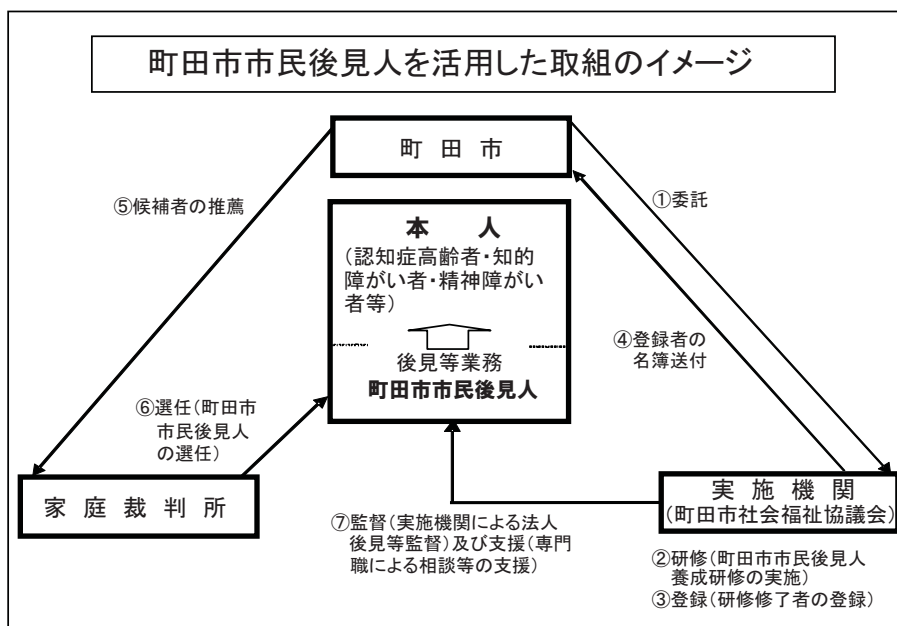 町田市市民後見人を活用した取組のイメージ
町田市
⑤候補者の推薦
①委託
本人
(認知症高齢者・知的
障がい者・精神障がい
者等)
④登録者の
名簿送付
後見等業務
町田市市民後見人
⑥選任(町田市
市民後見人
の選任)
家庭裁判所
実施機関
(町田市社会福祉協議会)
⑦監督(実施機関による法人
後見等監督)及び支援(専門
職による相談等の支援)
②研修(町田市市民後見人
養成研修の実施)
③登録(研修修了者の登録)